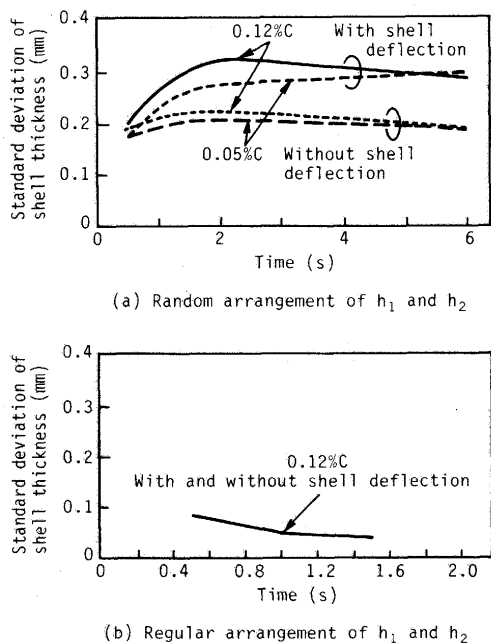 Standard deviation of
shell thickness (mm)
0.4
0.3
0.2
0.1
0
0.12%C
With shell
deflection
0.05%C
Without shell
deflection
0
2
4
6
Time (s)
(a) Random arrangement of h₁ and h₂
Standard deviation of
shell thickness (mm)
0.4
0.3
0.2
0.1
0
0.12%C
With and without shell deflection
0
0.4
0.8
1.2
1.6
2.0
Time (s)
(b) Regular arrangement of h₁ and h₂